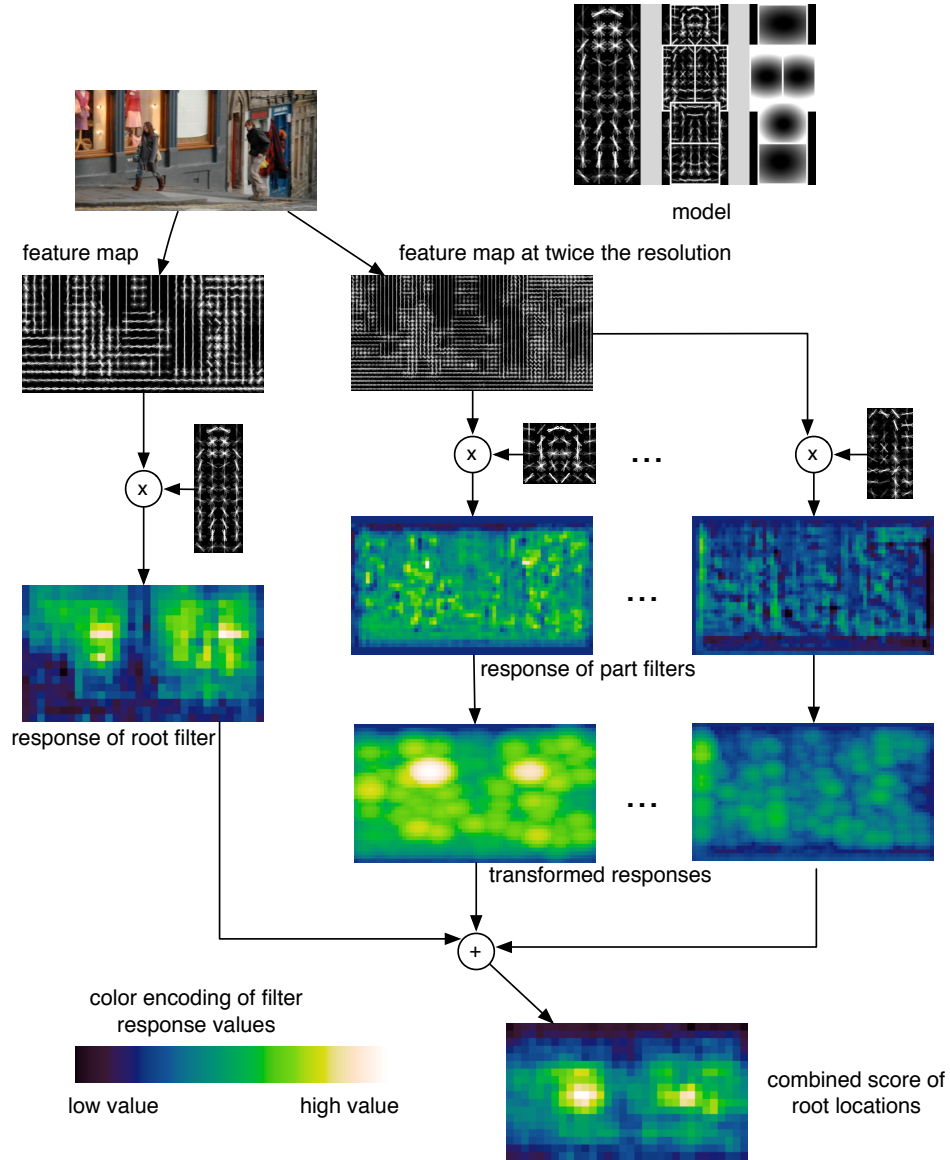 model
feature map
feature map at twice the resolution
x
x
...
x
...
response of part filters
response of root filter
...
transformed responses
+
color encoding of filter
response values
low value
high value
combined score of
root locations